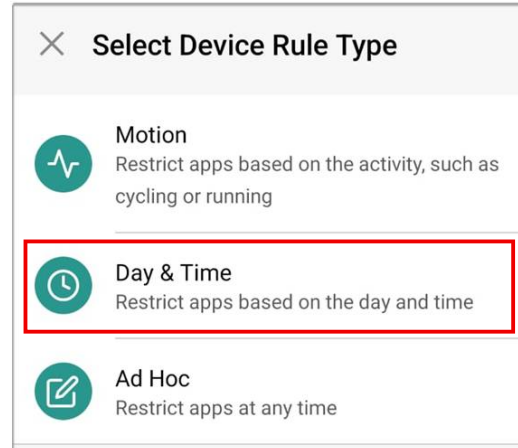 Select Device Rule Type
Motion
Restrict apps based on the activity, such as
cycling or running
Day & Time
Restrict apps based on the day and time
Ad Hoc
Restrict apps at any time